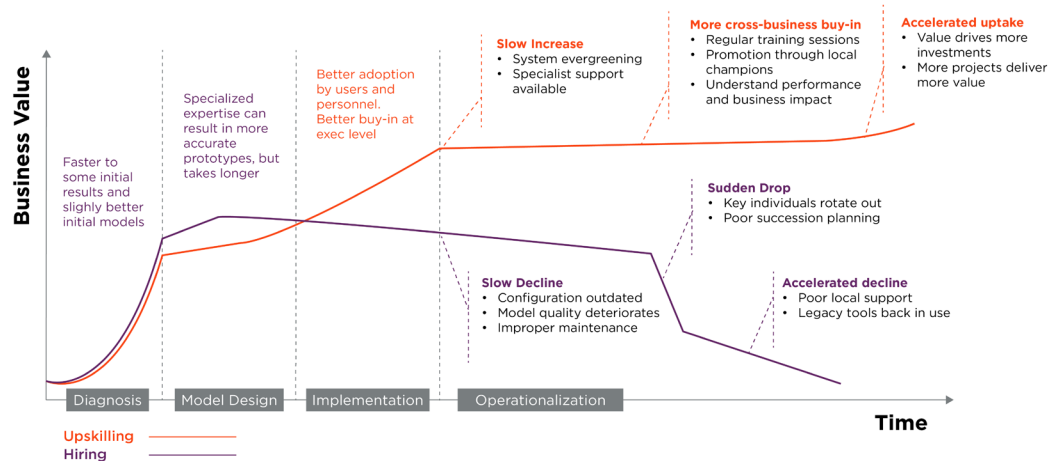 Business Value
Faster to
some initial
results and
slighly better
initial models
Specialized
expertise can
result in more
accurate
prototypes, but
takes longer
Better adoption
by users and
personnel.
Better buy-in at
exec level
Slow Increase
• System evergreening
• Specialist support
available
More cross-business buy-in
• Regular training sessions
• Promotion through local
champions
• Understand performance
and business impact
Accelerated uptake
• Value drives more
investments
• More projects deliver
more value
Slow Decline
• Configuration outdated
• Model quality deteriorates
• Improper maintenance
Sudden Drop
• Key individuals rotate out
• Poor succession planning
Accelerated decline
• Poor local support
• Legacy tools back in use
Diagnosis
Model Design
Implementation
Operationalization
Time
Upskilling
Hiring